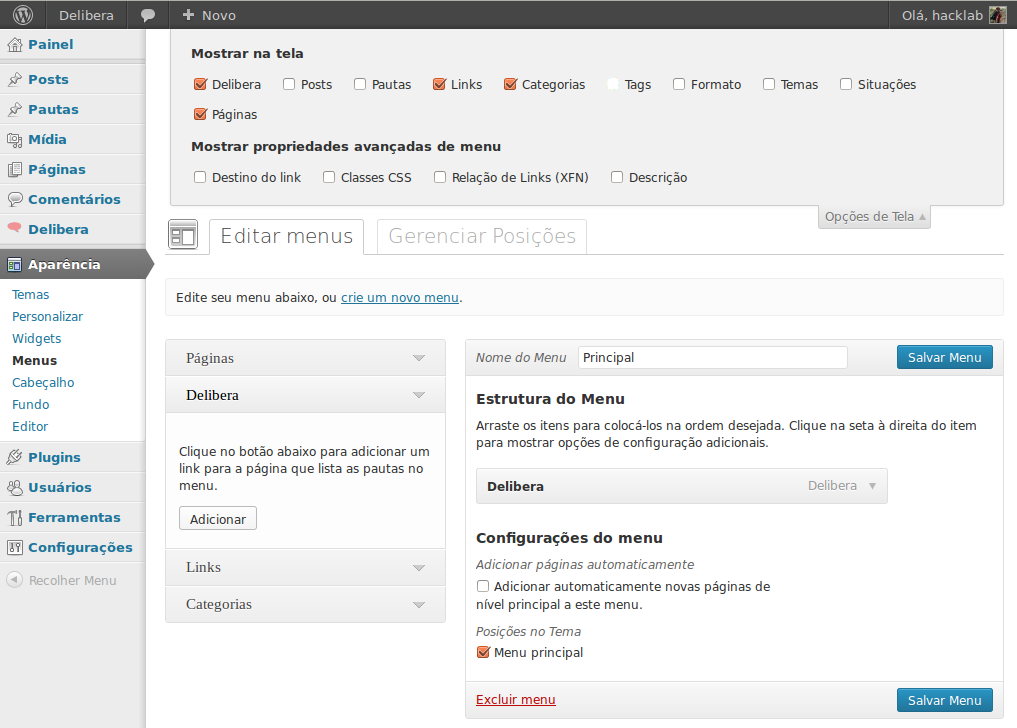 Delibera
Novo
Olá, hacklab
Painel
Posts
Pautas
Mídia
Páginas
Comentários
Delibera
Aparência
Temas
Personalizar
Widgets
Menus
Cabeçalho
Fundo
Editor
Plugins
Usuários
Ferramentas
Configurações
Recolher Menu
Mostrar na tela
Delibera Posts Pautas Links Categorias Tags Formato Temas Situações
Páginas
Mostrar propriedades avançadas de menu
Destino do link Classes CSS Relação de Links (XFN) Descrição
Opções de Tela
Editar menus Gerenciar Posições
Edite seu menu abaixo, ou crie um novo menu.
Páginas
Delibera
Clique no botão abaixo para adicionar um
link para a página que lista as pautas no
menu.
Adicionar
Links
Categorias
Nome do Menu Principal Salvar Menu
Estrutura do Menu
Arraste os itens para colocá-los na ordem desejada. Clique na seta à direita do item
para mostrar opções de configuração adicionais.
Delibera Delibera
Configurações do menu
Adicionar páginas automaticamente
Adicionar automaticamente novas páginas de
nível principal a este menu.
Posições no Tema
Menu principal
Excluir menu Salvar Menu